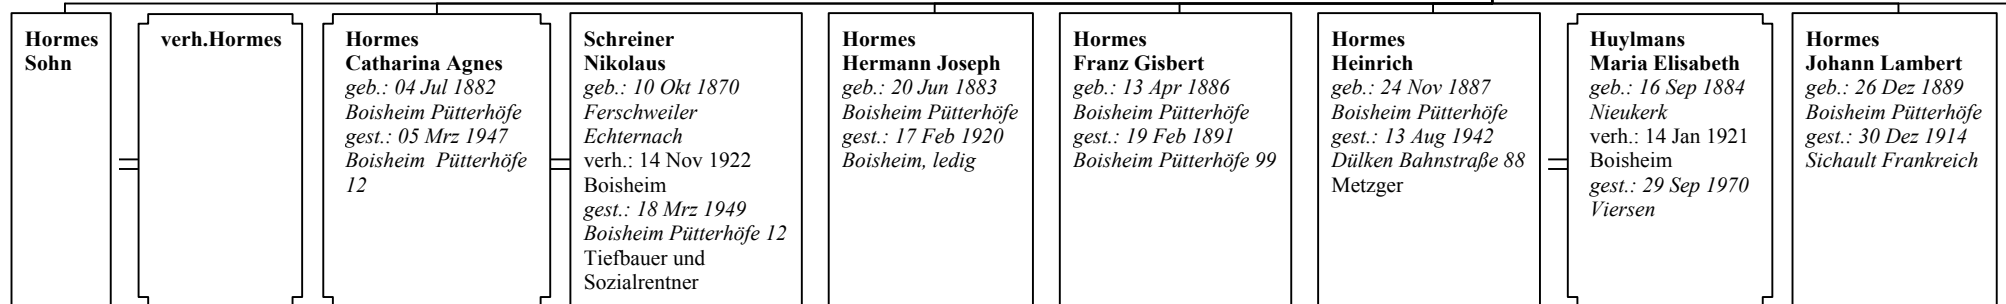 Hormes
Sohn
verh.Hormes
Hormes
Catharina Agnes
geb.: 04 Jul 1882
Boisheim Pütterhöfe
gest.: 05 Mrz 1947
Boisheim Pütterhöfe
12
Schreiner
Nikolaus
geb.: 10 Okt 1870
Ferschweiler
Echternach
verh.: 14 Nov 1922
Boisheim
gest.: 18 Mrz 1949
Boisheim Pütterhöfe 12
Tiefbauer und
Sozialrentner
Hormes
Hermann Joseph
geb.: 20 Jun 1883
Boisheim Pütterhöfe
gest.: 17 Feb 1920
Boisheim, ledig
Hormes
Franz Gisbert
geb.: 13 Apr 1886
Boisheim Pütterhöfe
gest.: 19 Feb 1891
Boisheim Pütterhöfe 99
Hormes
Heinrich
geb.: 24 Nov 1887
Boisheim Pütterhöfe
gest.: 13 Aug 1942
Dülken Bahnstraße 88
Metzger
Huylmans
Maria Elisabeth
geb.: 16 Sep 1884
Nieukerk
verh.: 14 Jan 1921
Boisheim
gest.: 29 Sep 1970
Viersen
Hormes
Johann Lambert
geb.: 26 Dez 1889
Boisheim Pütterhöfe
gest.: 30 Dez 1914
Sichault Frankreich